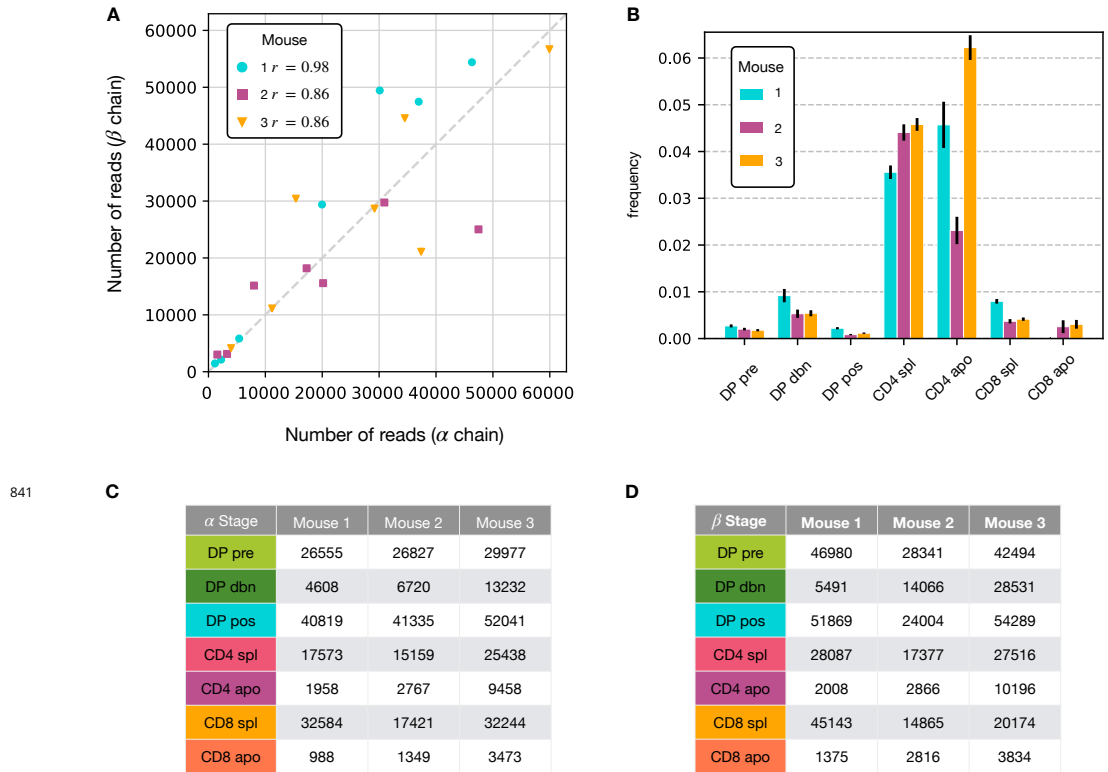 A
60000
50000
40000
30000
20000
10000
0
0 10000 20000 30000 40000 50000 60000
Number of reads (β chain)
Number of reads (α chain)
Mouse
1 r = 0.98
2 r = 0.86
3 r = 0.86
B
0.06
0.05
0.04
0.03
0.02
0.01
0.00
frequency
Mouse
1
2
3
DP pre DP dbn DP pos CD4 spl CD4 apo CD8 spl CD8 apo
841
C
α Stage Mouse 1 Mouse 2 Mouse 3
DP pre 26555 26827 29977
DP dbn 4608 6720 13232
DP pos 40819 41335 52041
CD4 spl 17573 15159 25438
CD4 apo 1958 2767 9458
CD8 spl 32584 17421 32244
CD8 apo 988 1349 3473
D
β Stage Mouse 1 Mouse 2 Mouse 3
DP pre 46980 28341 42494
DP dbn 5491 14066 28531
DP pos 51869 24004 54289
CD4 spl 28087 17377 27516
CD4 apo 2008 2866 10196
CD8 spl 45143 14865 20174
CD8 apo 1375 2816 3834